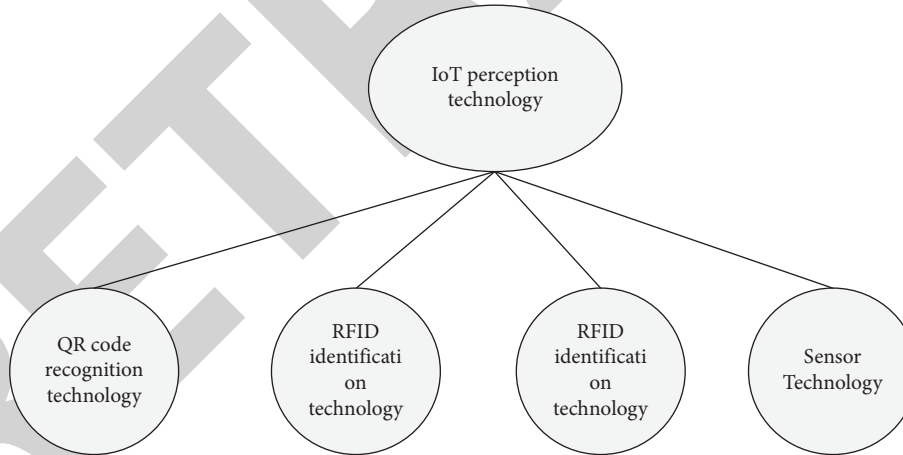 IoT perception
technology
QR code
recognition
technology
RFID
identificati
on
technology
RFID
identificati
on
technology
Sensor
Technology